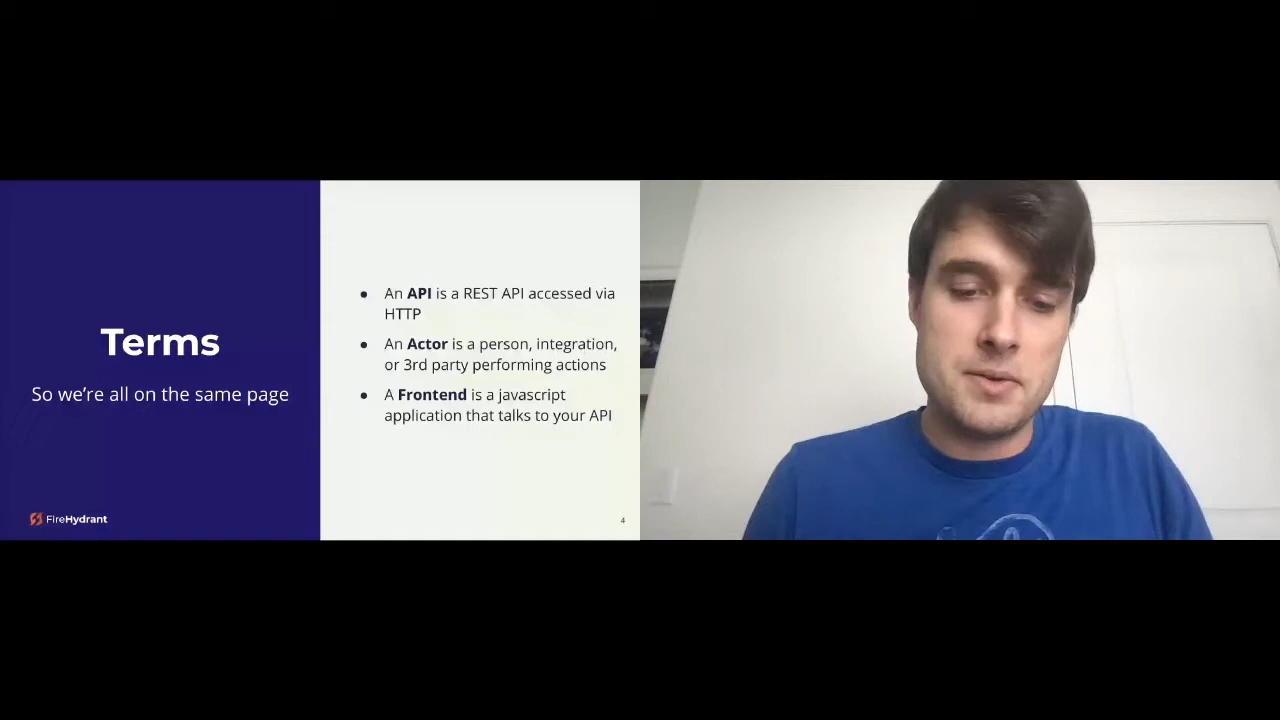 Terms
So we're all on the same page
FireHydrant
● An API is a REST API accessed via
HTTP
● An Actor is a person, integration,
or 3rd party performing actions
● A Frontend is a javascript
application that talks to your API
4